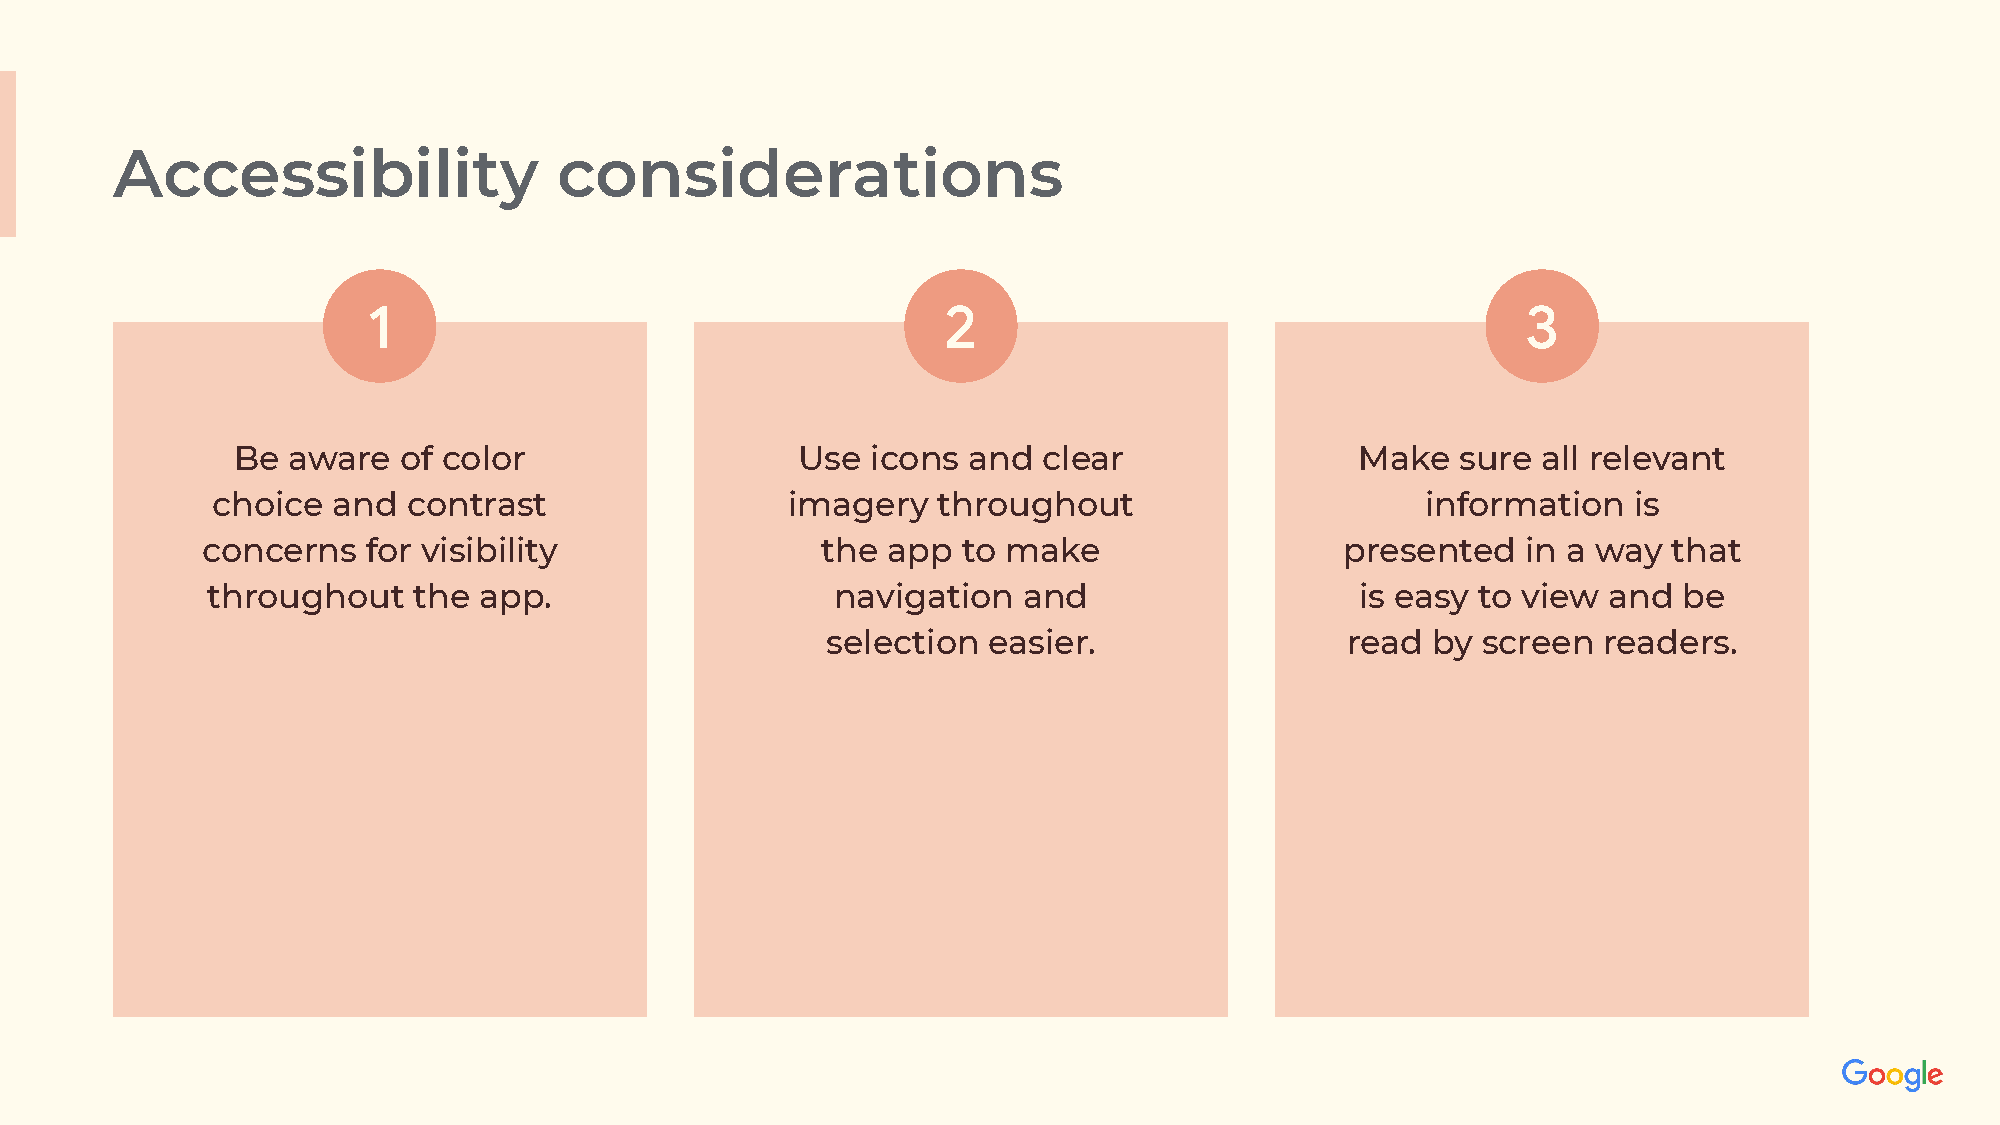 Accessibility considerations
1
Be aware of color
choice and contrast
concerns for visibility
throughout the app.
2
Use icons and clear
imagery throughout
the app to make
navigation and
selection easier.
3
Make sure all relevant
information is
presented in a way that
is easy to view and be
read by screen readers.
Google